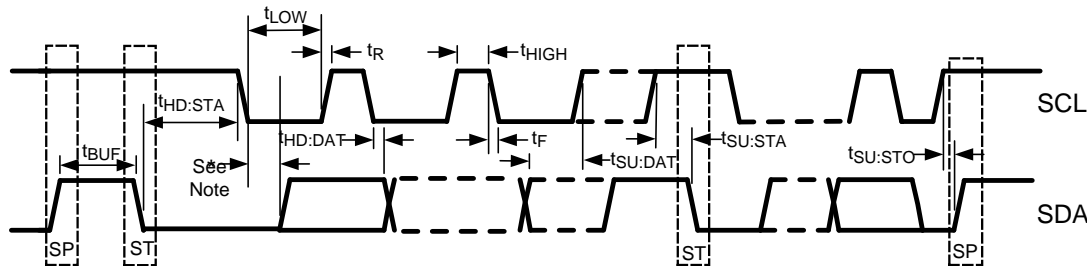 tLOW
tR
tHIGH
SCL
tHD:STA
tHD:DAT
tF
tSU:DAT
tSU:STA
tSU:STO
tBUF
See
Note
SDA
SP
ST
ST
SP